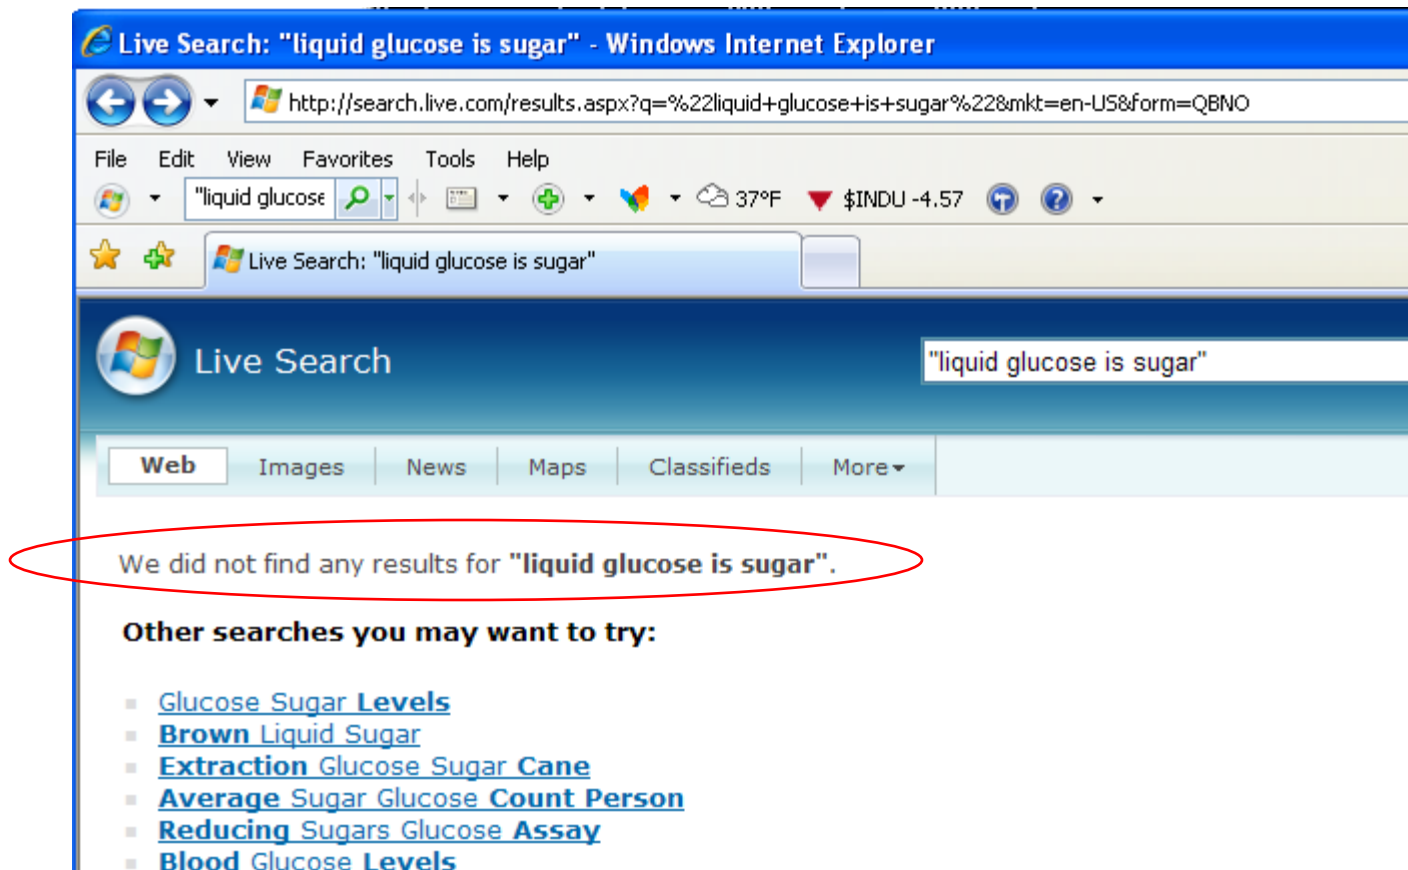 Live Search: "liquid glucose is sugar" - Windows Internet Explorer
http://search.live.com/results.aspx?q=%22liquid+glucose+is+sugar%22&mkt=en-US&form=QBNO
File Edit View Favorites Tools Help
"liquid glucose 37°F $INDU -4.57
Live Search: "liquid glucose is sugar"
Live Search "liquid glucose is sugar"
Web Images News Maps Classifieds More
We did not find any results for "liquid glucose is sugar".
Other searches you may want to try:
Glucose Sugar Levels
Brown Liquid Sugar
Extraction Glucose Sugar Cane
Average Sugar Glucose Count Person
Reducing Sugars Glucose Assay
Blood Glucose Levels